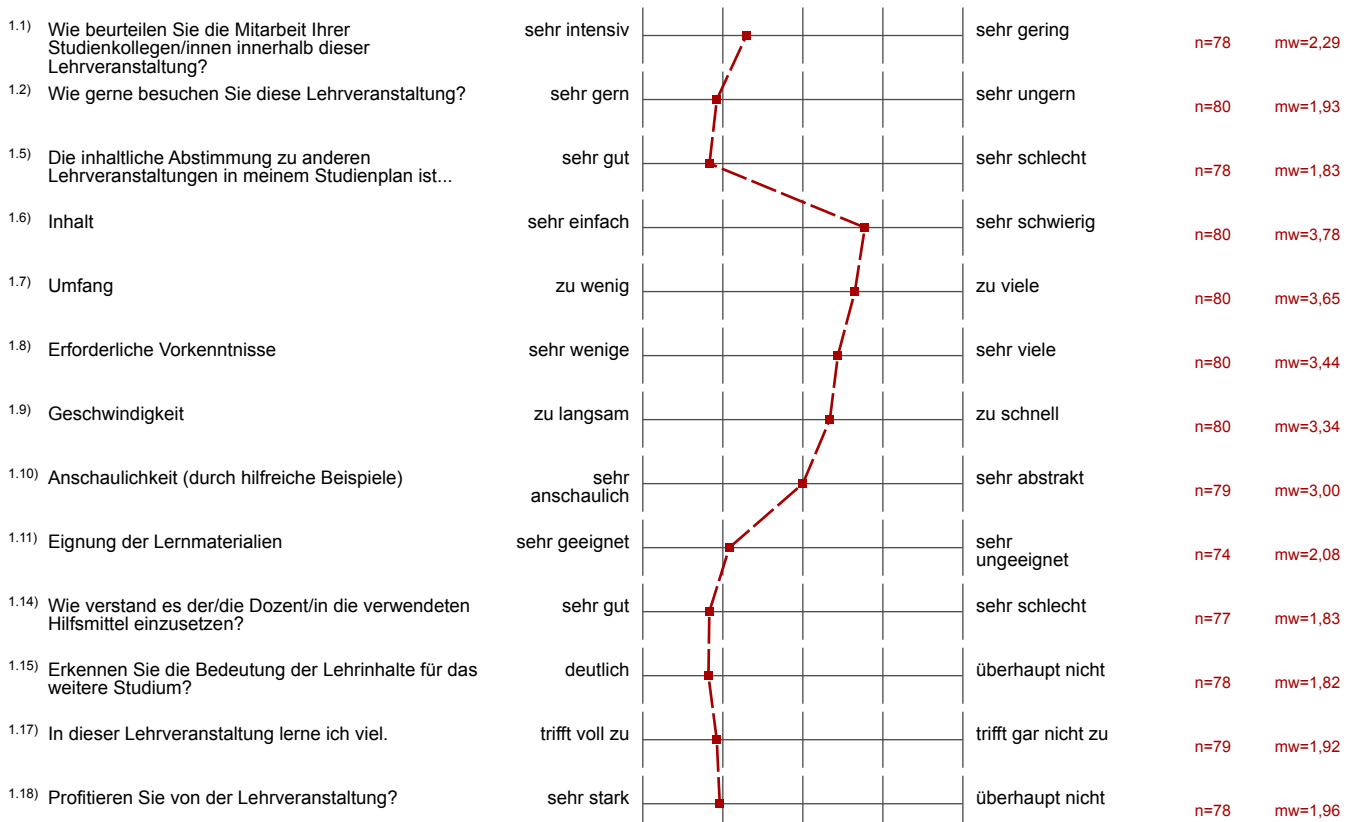 1.1) Wie beurteilen Sie die Mitarbeit Ihrer
Studienkollegen/innen innerhalb dieser
Lehrveranstaltung?
sehr intensiv
sehr gering
n=78 mw=2,29
1.2) Wie gerne besuchen Sie diese Lehrveranstaltung?
sehr gern
sehr ungern
n=80 mw=1,93
1.5) Die inhaltliche Abstimmung zu anderen
Lehrveranstaltungen in meinem Studienplan ist...
sehr gut
sehr schlecht
n=78 mw=1,83
1.6) Inhalt
sehr einfach
sehr schwierig
n=80 mw=3,78
1.7) Umfang
zu wenig
zu viele
n=80 mw=3,65
1.8) Erforderliche Vorkenntnisse
sehr wenige
sehr viele
n=80 mw=3,44
1.9) Geschwindigkeit
zu langsam
zu schnell
n=80 mw=3,34
1.10) Anschaulichkeit (durch hilfreiche Beispiele)
sehr
anschaulich
sehr abstrakt
n=79 mw=3,00
1.11) Eignung der Lernmaterialien
sehr geeignet
sehr
ungeeignet
n=74 mw=2,08
1.14) Wie verstand es der/die Dozent/in die verwendeten
Hilfsmittel einzusetzen?
sehr gut
sehr schlecht
n=77 mw=1,83
1.15) Erkennen Sie die Bedeutung der Lehrinhalte für das
weitere Studium?
deutlich
überhaupt nicht
n=78 mw=1,82
1.17) In dieser Lehrveranstaltung lerne ich viel.
trifft voll zu
trifft gar nicht zu
n=79 mw=1,92
1.18) Profitieren Sie von der Lehrveranstaltung?
sehr stark
überhaupt nicht
n=78 mw=1,96